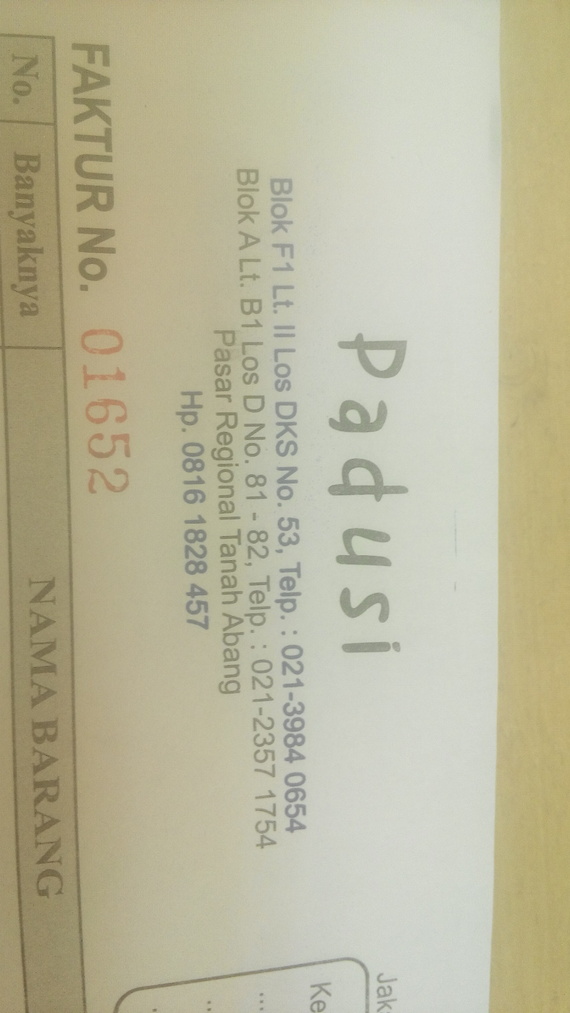 Padusi
Blok F1 Lt. II Los DKS No. 53, Telp. : 021-3984 0654
Blok A Lt. B1 Los D No. 81 - 82, Telp. : 021-2357 1754
Pasar Regional Tanah Abang
Hp. 0816 1828 457
Jak
Ke
FAKTUR No. 01652
No. Banyaknya NAMA BARANG